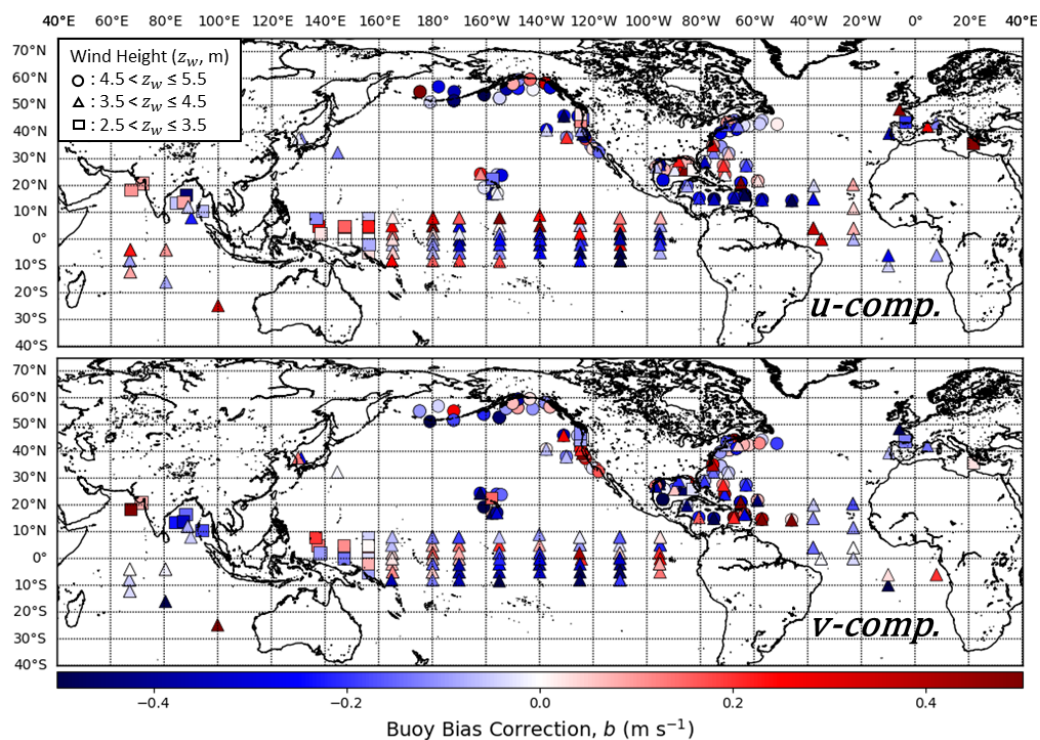 40°E 60°E 80°E 100°E 120°E 140°E 160°E 180° 160°W 140°W 120°W 100°W 80°W 60°W 40°W 20°W 0° 20°E 40°E
70°N
60°N
50°N
40°N
30°N
20°N
10°N
0°
10°S
20°S
30°S
40°S
Wind Height (z_w, m)
: 4.5 < z_w ≤ 5.5
: 3.5 < z_w ≤ 4.5
: 2.5 < z_w ≤ 3.5
u-comp.
70°N
60°N
50°N
40°N
30°N
20°N
10°N
0°
10°S
20°S
30°S
40°S
v-comp.
−0.4 −0.2 0.0 0.2 0.4
Buoy Bias Correction, b (m s⁻¹)